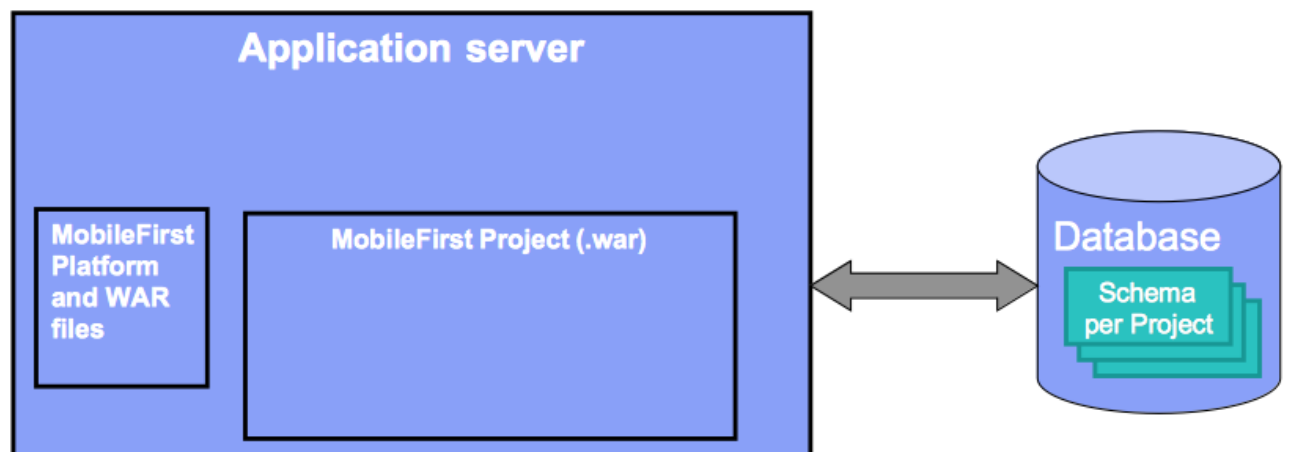 Application server
MobileFirst
Platform
and WAR
files
MobileFirst Project (.war)
Database
Schema
per Project